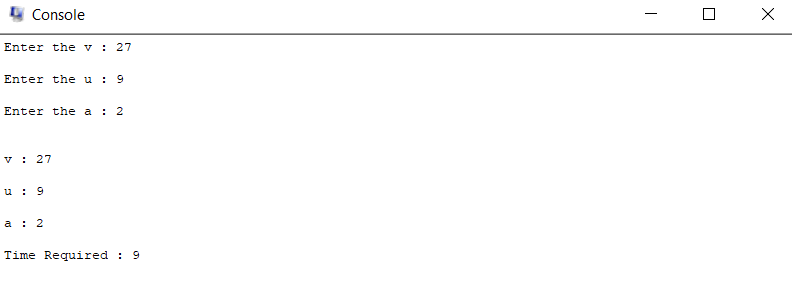 Console
Enter the v : 27
Enter the u : 9
Enter the a : 2
v : 27
u : 9
a : 2
Time Required : 9